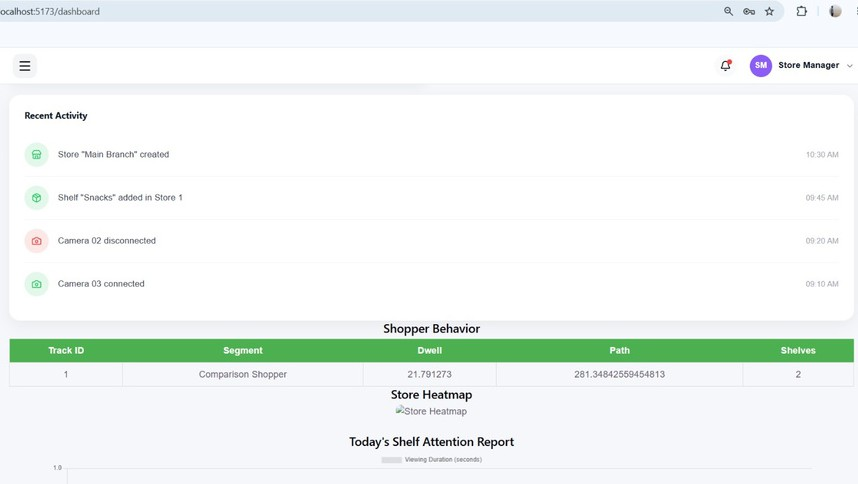 ocalhost:5173/dashboard
SM Store Manager
Recent Activity
Store "Main Branch" created 10:30 AM
Shelf "Snacks" added in Store 1 09:45 AM
Camera 02 disconnected 09:20 AM
Camera 03 connected 09:10 AM
Shopper Behavior
Track ID Segment Dwell Path Shelves
1 Comparison Shopper 21.791273 281.34842559454813 2
Store Heatmap
Store Heatmap
Today's Shelf Attention Report
Viewing Duration (seconds)
1.0